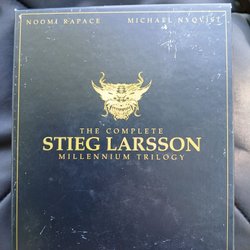 NOOMI RAPACE MICHAEL NYQVIST
THE COMPLETE
STIEG LARSSON
MILLENNIUM TRILOGY